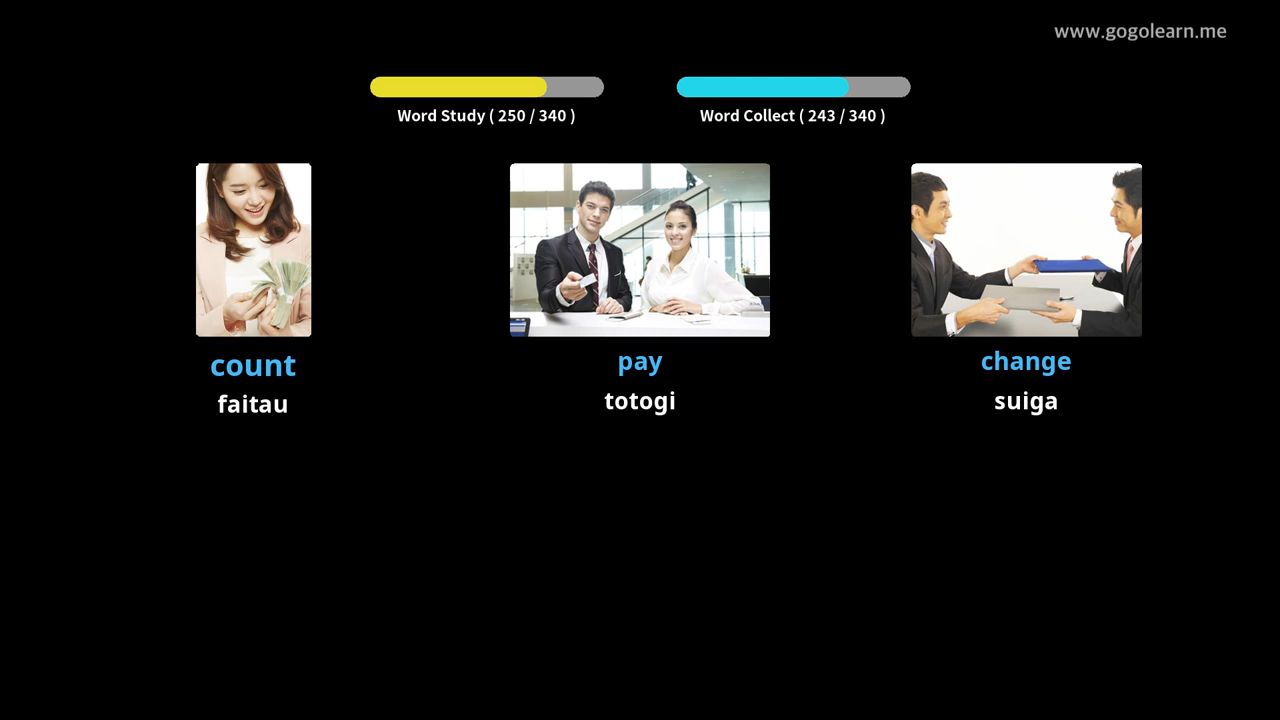 www.gogolearn.me
Word Study ( 250 / 340 )
Word Collect ( 243 / 340 )
count
faitau
pay
totogi
change
suiga